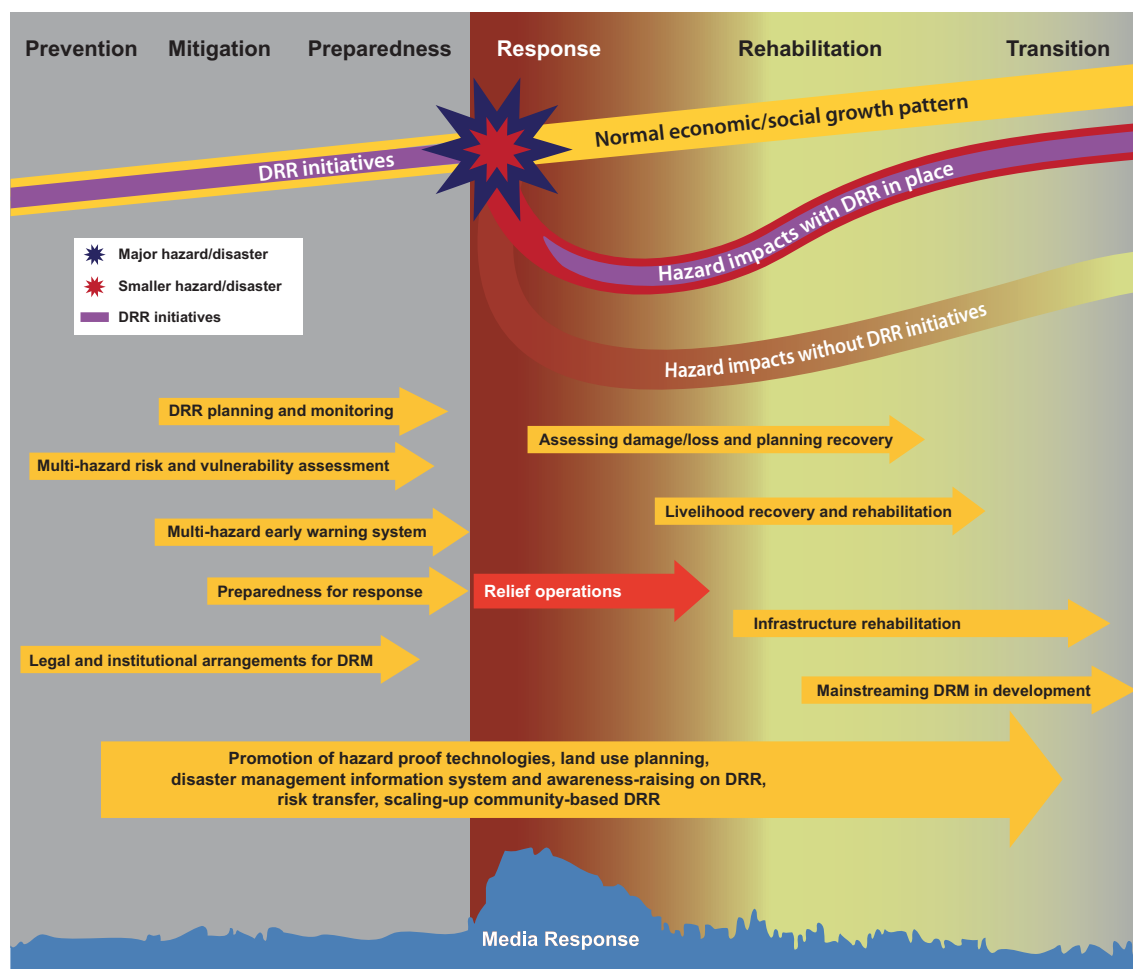 Prevention
Mitigation
Preparedness
Response
Rehabilitation
Transition
Normal economic/social growth pattern
DRR initiatives
Hazard impacts with DRR in place
Major hazard/disaster
Smaller hazard/disaster
DRR initiatives
Hazard impacts without DRR initiatives
DRR planning and monitoring
Assessing damage/loss and planning recovery
Multi-hazard risk and vulnerability assessment
Livelihood recovery and rehabilitation
Multi-hazard early warning system
Preparedness for response
Relief operations
Infrastructure rehabilitation
Legal and institutional arrangements for DRM
Mainstreaming DRM in development
Promotion of hazard proof technologies, land use planning,
disaster management information system and awareness-raising on DRR,
risk transfer, scaling-up community-based DRR
Media Response